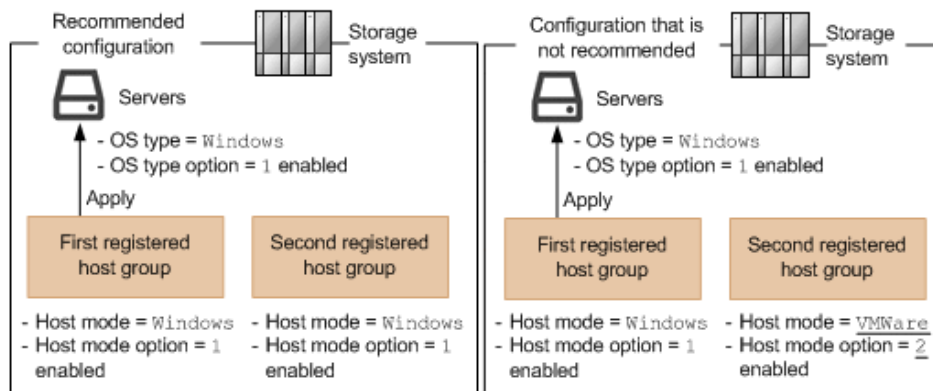 Recommended
configuration
Storage
system
Servers
- OS type = Windows
- OS type option = 1 enabled
Apply
First registered
host group
Second registered
host group
- Host mode = Windows
- Host mode option = 1
enabled
- Host mode = Windows
- Host mode option = 1
enabled
Configuration that is
not recommended
Storage
system
Servers
- OS type = Windows
- OS type option = 1 enabled
Apply
First registered
host group
Second registered
host group
- Host mode = Windows
- Host mode option = 1
enabled
- Host mode = VMWare
- Host mode option = 2
enabled